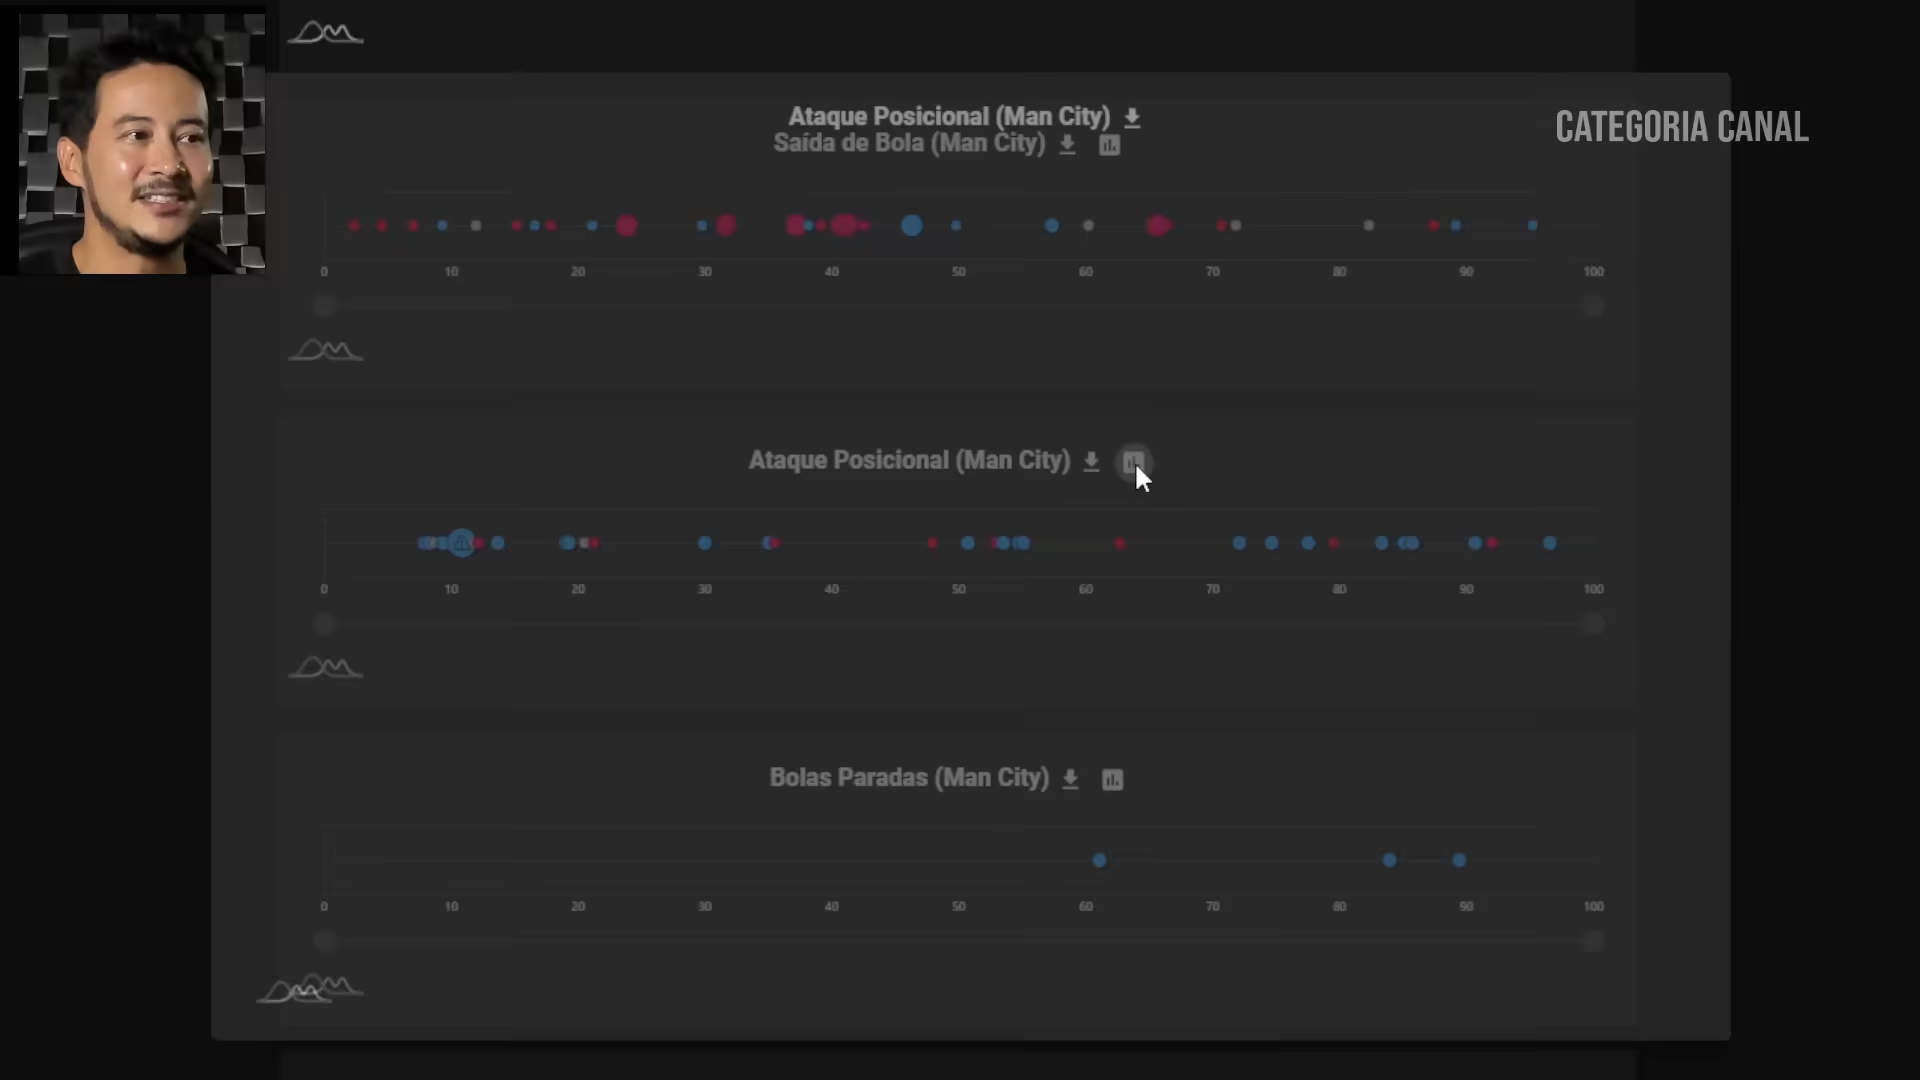 Ataque Posicional (Man City)
CATEGORIA CANAL
Saída de Bola (Man City)
0 10 20 30 40 50 60 70 80 90 100
Ataque Posicional (Man City)
0 10 20 30 40 50 60 70 80 90 100
Bolas Paradas (Man City)
0 10 20 30 40 50 60 70 80 90 100